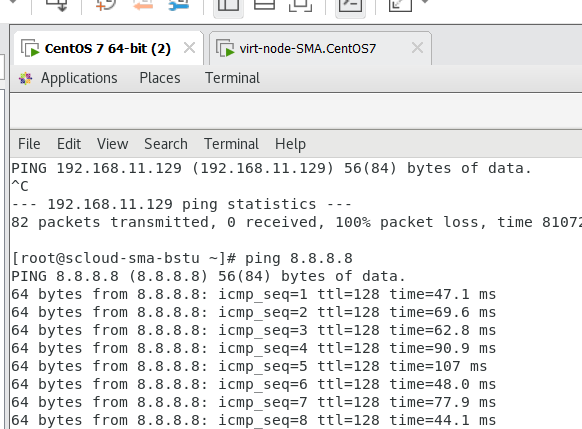 CentOS 7 64-bit (2)
virt-node-SMA.CentOS7
Applications Places Terminal
File Edit View Search Terminal Help
PING 192.168.11.129 (192.168.11.129) 56(84) bytes of data.
^C
--- 192.168.11.129 ping statistics ---
82 packets transmitted, 0 received, 100% packet loss, time 81072
[root@scloud-sma-bstu ~]# ping 8.8.8.8
PING 8.8.8.8 (8.8.8.8) 56(84) bytes of data.
64 bytes from 8.8.8.8: icmp_seq=1 ttl=128 time=47.1 ms
64 bytes from 8.8.8.8: icmp_seq=2 ttl=128 time=69.6 ms
64 bytes from 8.8.8.8: icmp_seq=3 ttl=128 time=62.8 ms
64 bytes from 8.8.8.8: icmp_seq=4 ttl=128 time=90.9 ms
64 bytes from 8.8.8.8: icmp_seq=5 ttl=128 time=107 ms
64 bytes from 8.8.8.8: icmp_seq=6 ttl=128 time=48.0 ms
64 bytes from 8.8.8.8: icmp_seq=7 ttl=128 time=77.9 ms
64 bytes from 8.8.8.8: icmp_seq=8 ttl=128 time=44.1 ms